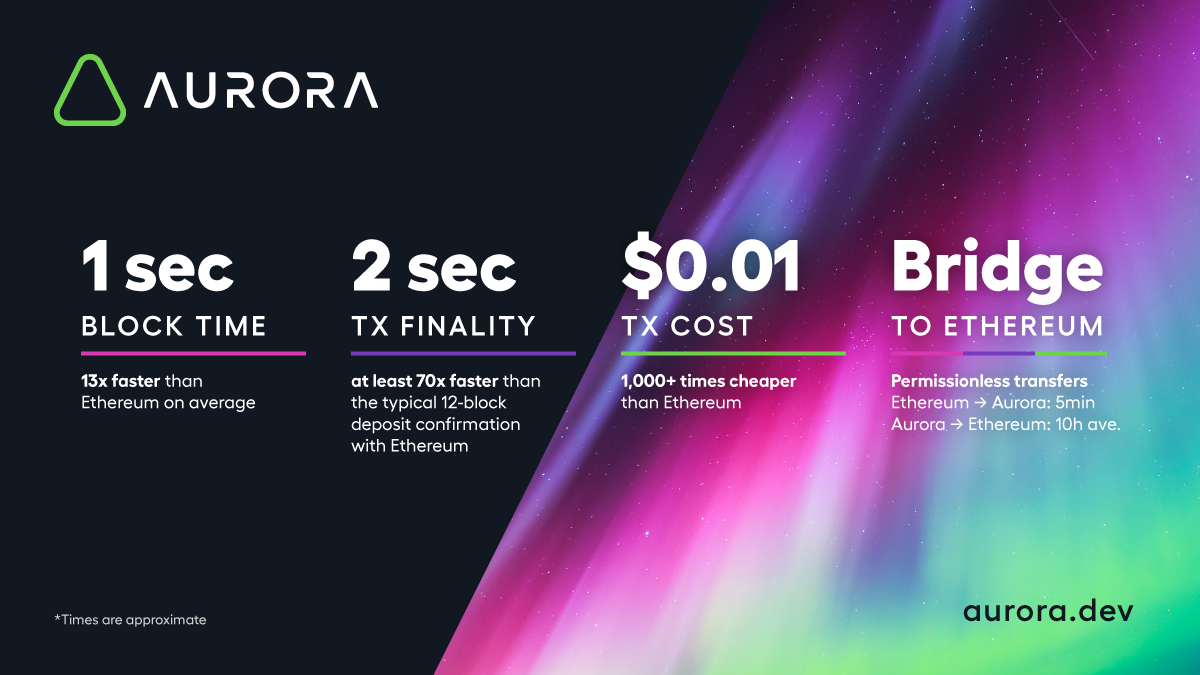 AURORA
1 sec
BLOCK TIME
13x faster than
Ethereum on average
2 sec
TX FINALITY
at least 70x faster than
the typical 12-block
deposit confirmation
with Ethereum
$0.01
TX COST
1,000+ times cheaper
than Ethereum
Bridge
TO ETHEREUM
Permissionless transfers
Ethereum → Aurora: 5min
Aurora → Ethereum: 10h ave.
*Times are approximate
aurora.dev